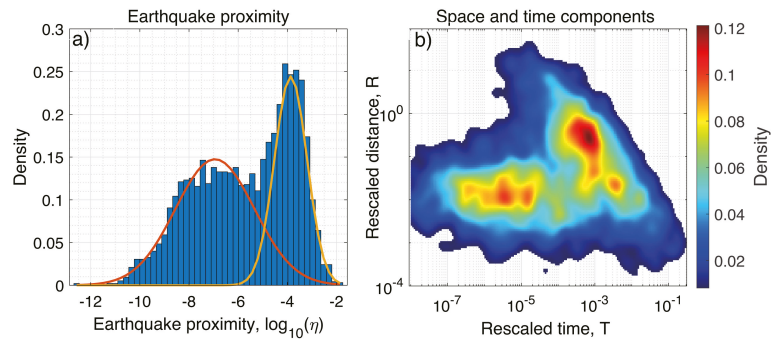 Earthquake proximity
a)
Density
0.3
0.25
0.2
0.15
0.1
0.05
0
-12 -10 -8 -6 -4 -2
Earthquake proximity, log10(η)
Space and time components
b)
Rescaled distance, R
10^0
10^-4
10^-7 10^-5 10^-3 10^-1
Rescaled time, T
0.12
0.10
0.08
0.06
0.04
0.02
Density